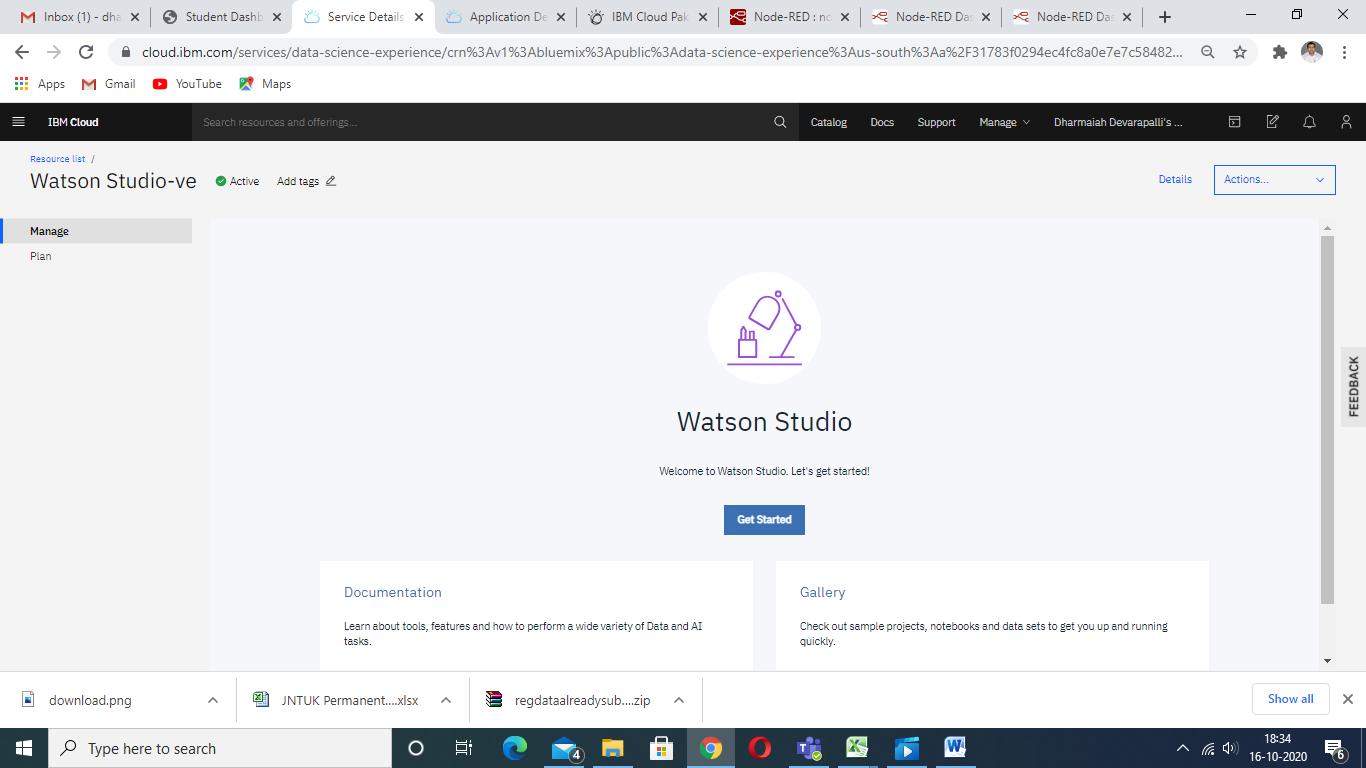 Inbox (1) - dha
Student Dashb
Service Details
Application De
IBM Cloud Pak
Node-RED : no
Node-RED Das
Node-RED Das
cloud.ibm.com/services/data-science-experience/crn%3Av1%3Abluemix%3Apublic%3Adata-science-experience%3Aus-south%3Aa%2F31783f0294ec4fc8a0e7e7c58482...
Apps
Gmail
YouTube
Maps
IBM Cloud
Search resources and offerings...
Catalog
Docs
Support
Manage
Dharmaiah Devarapalli's ...
Resource list /
Watson Studio-ve
Active
Add tags
Details
Actions...
Manage
Plan
Watson Studio
Welcome to Watson Studio. Let's get started!
Get Started
FEEDBACK
Documentation
Learn about tools, features and how to perform a wide variety of Data and AI
tasks.
Gallery
Check out sample projects, notebooks and data sets to get you up and running
quickly.
download.png
JNTUK Permanent....xlsx
regdataalreadysub....zip
Show all
Type here to search
4
18:34
16-10-2020
6